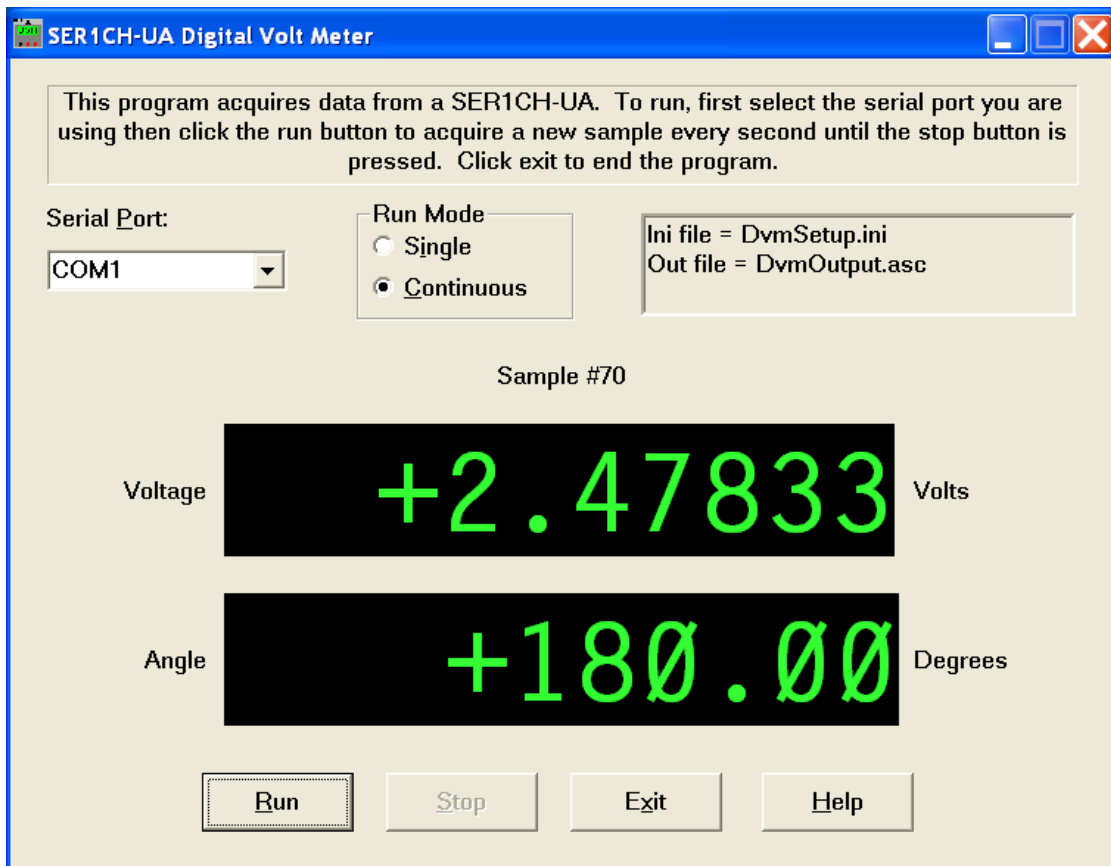 SER1CH-UA Digital Volt Meter
This program acquires data from a SER1CH-UA. To run, first select the serial port you are
using then click the run button to acquire a new sample every second until the stop button is
pressed. Click exit to end the program.
Serial Port:
COM1
Run Mode
Single
Continuous
Ini file = DvmSetup.ini
Out file = DvmOutput.asc
Sample #70
Voltage +2.47833 Volts
Angle +180.00 Degrees
Run Stop Exit Help